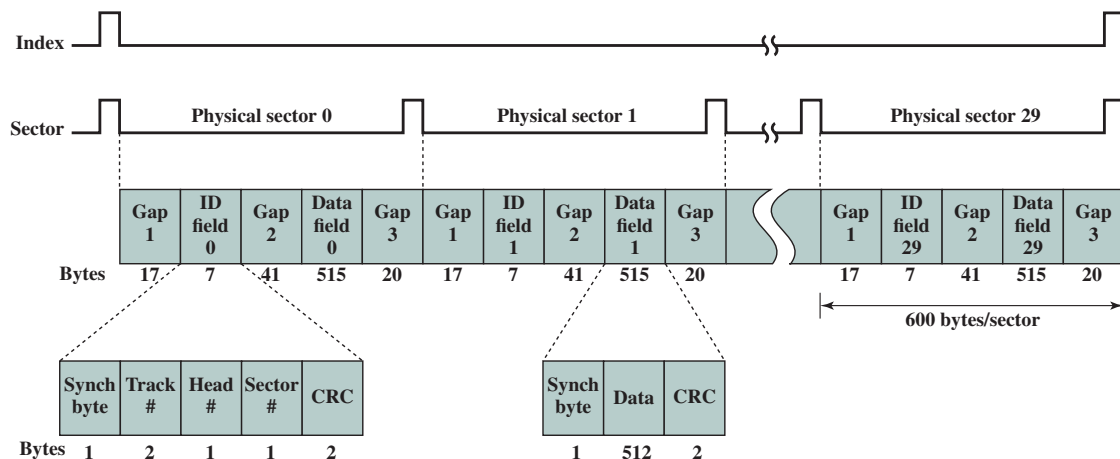 Index
Sector Physical sector 0 Physical sector 1 Physical sector 29
Gap 1 ID field 0 Gap 2 Data field 0 Gap 3 Gap 1 ID field 1 Gap 2 Data field 1 Gap 3 Gap 1 ID field 29 Gap 2 Data field 29 Gap 3
Bytes 17 7 41 515 20 17 7 41 515 20 17 7 41 515 20
600 bytes/sector
Synch byte Track # Head # Sector # CRC Synch byte Data CRC
Bytes 1 2 1 1 2 1 512 2